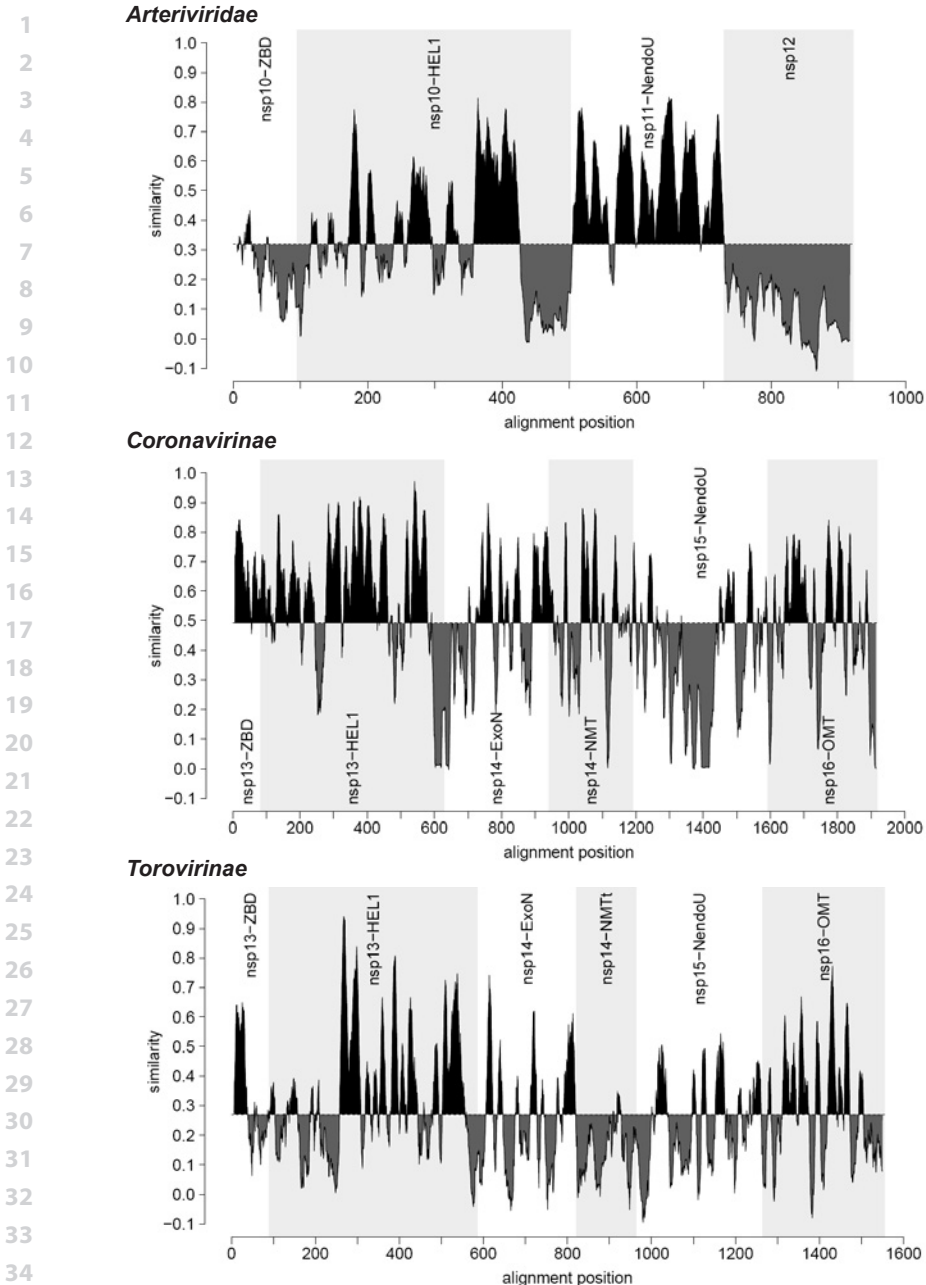 1
2
3
4
5
6
7
8
9
10
11
12
13
14
15
16
17
18
19
20
21
22
23
24
25
26
27
28
29
30
31
32
33
34
Arteriviridae
similarity
1.0
0.9
0.8
0.7
0.6
0.5
0.4
0.3
0.2
0.1
0.0
−0.1
nsp10−ZBD
nsp10−HEL1
nsp11−NendoU
nsp12
0 200 400 600 800 1000
alignment position
Coronavirinae
similarity
1.0
0.9
0.8
0.7
0.6
0.5
0.4
0.3
0.2
0.1
0.0
−0.1
nsp13−ZBD
nsp13−HEL1
nsp14−ExoN
nsp14−NMT
nsp15−NendoU
nsp16−OMT
0 200 400 600 800 1000 1200 1400 1600 1800 2000
alignment position
Torovirinae
similarity
1.0
0.9
0.8
0.7
0.6
0.5
0.4
0.3
0.2
0.1
0.0
−0.1
nsp13−ZBD
nsp13−HEL1
nsp14−ExoN
nsp14−NMTt
nsp15−NendoU
nsp16−OMT
0 200 400 600 800 1000 1200 1400 1600
alignment position